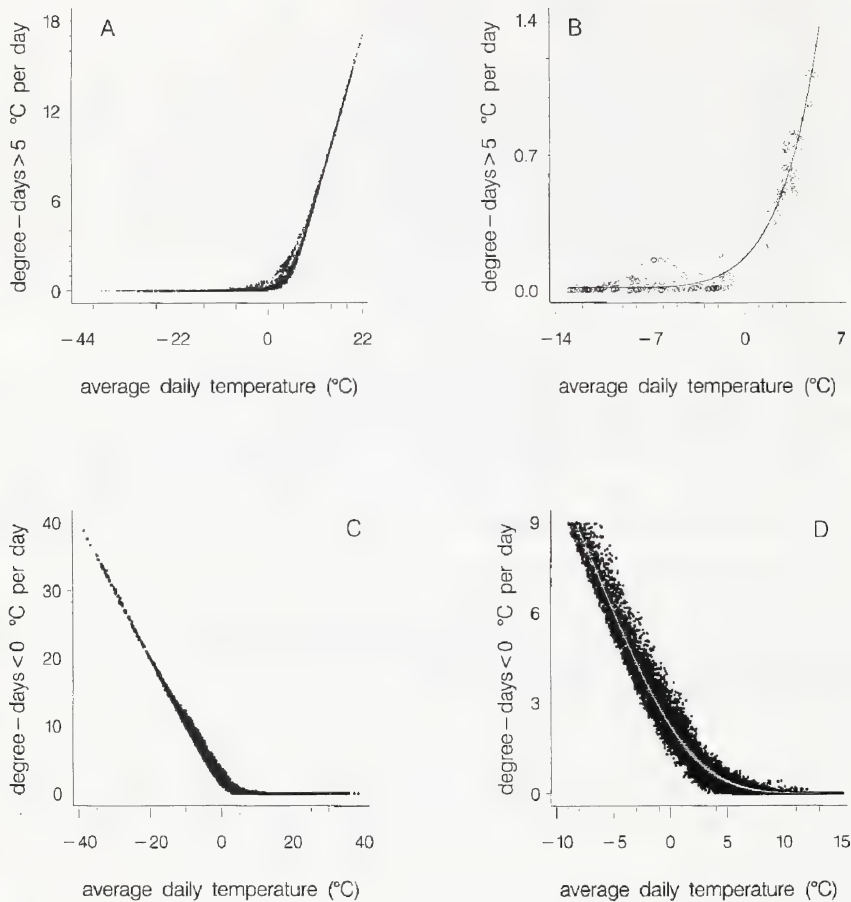 A
degree-days>5 °C per day
18
12
6
0
-44 -22 0 22
average daily temperature (°C)
B
degree-days>5 °C per day
1.4
0.7
0.0
-14 -7 0 7
average daily temperature (°C)
C
degree-days<0 °C per day
40
30
20
10
0
-40 -20 0 20 40
average daily temperature (°C)
D
degree-days<0 °C per day
9
6
3
0
-10 -5 0 5 10 15
average daily temperature (°C)